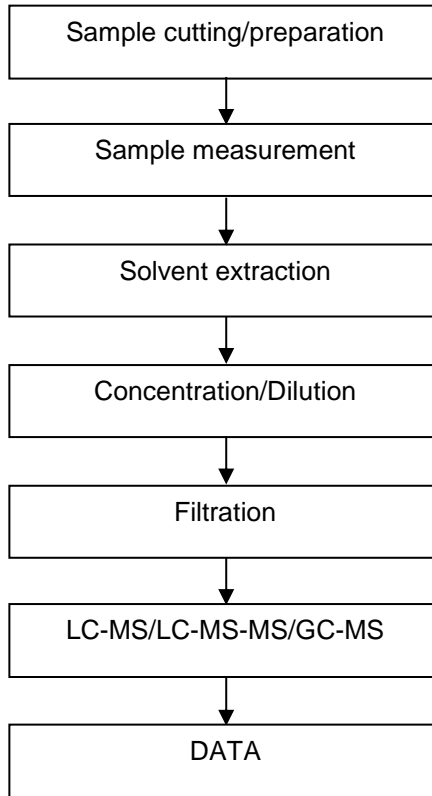 Sample cutting/preparation
Sample measurement
Solvent extraction
Concentration/Dilution
Filtration
LC-MS/LC-MS-MS/GC-MS
DATA